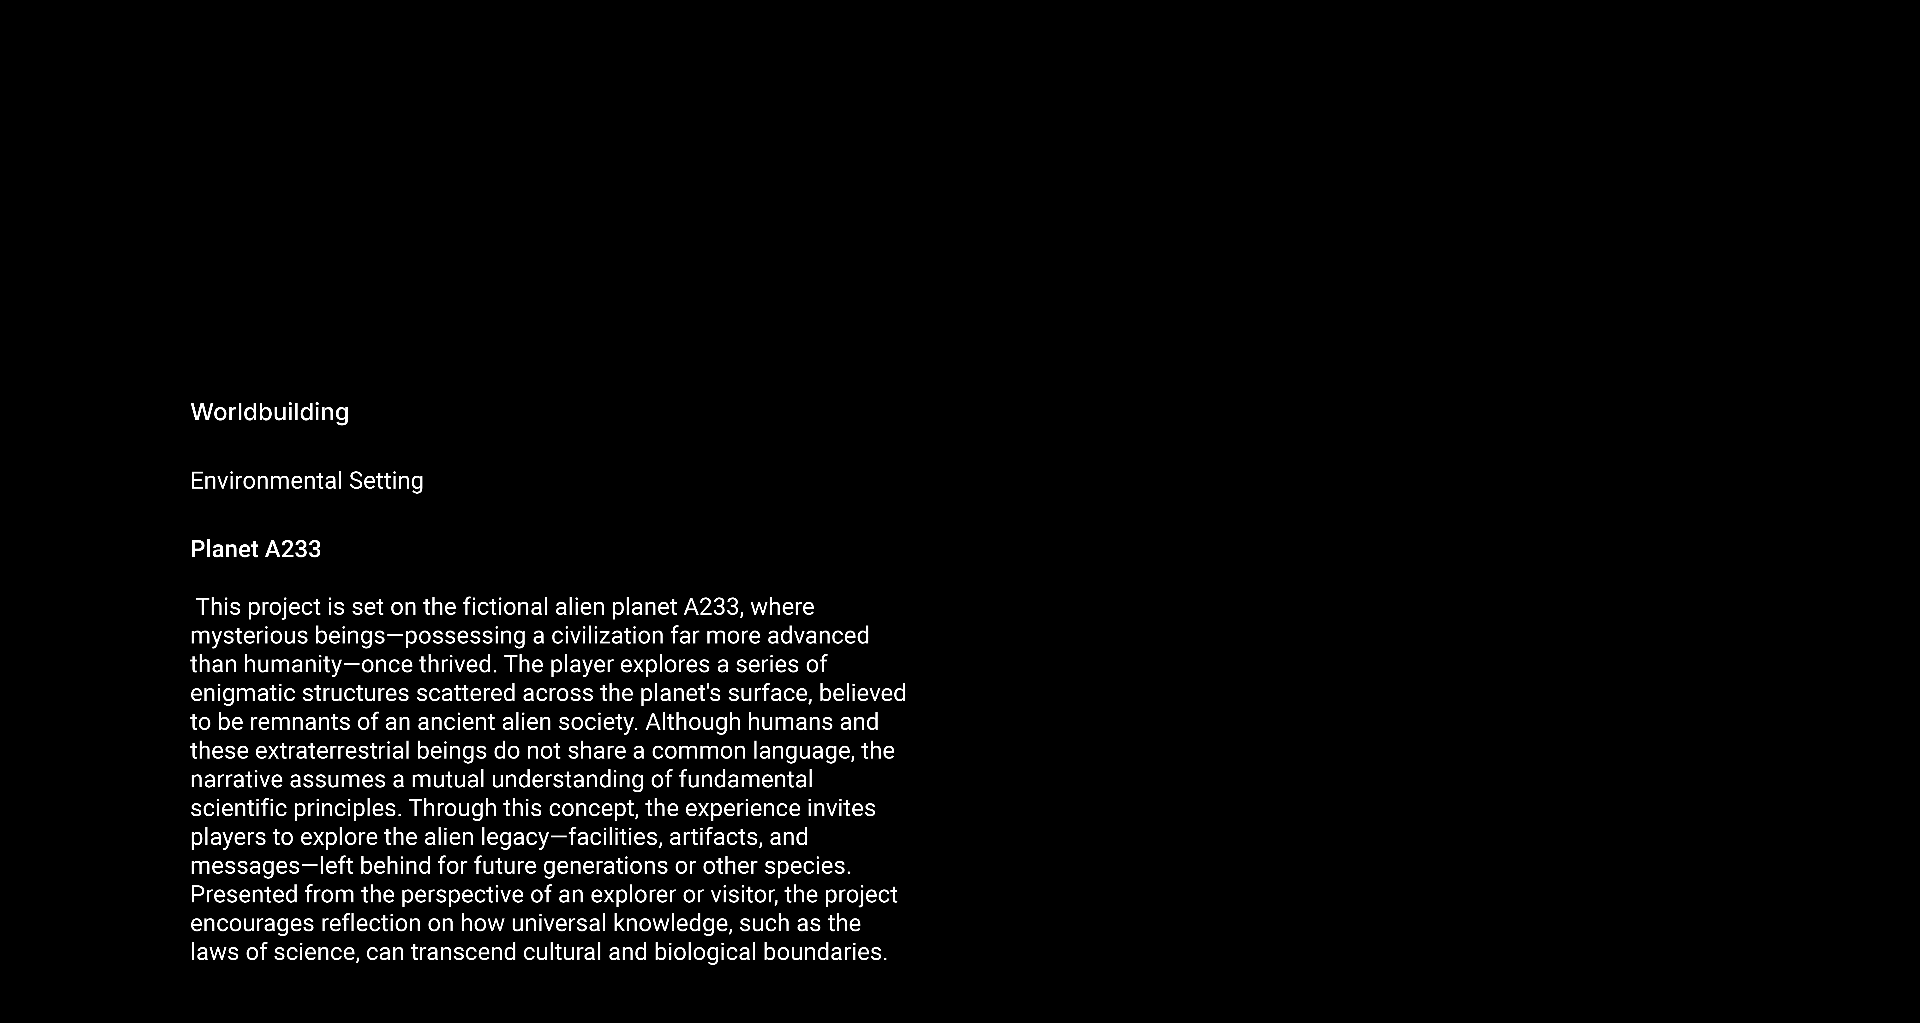 Worldbuilding
Environmental Setting
Planet A233
This project is set on the fictional alien planet A233, where
mysterious beings—possessing a civilization far more advanced
than humanity—once thrived. The player explores a series of
enigmatic structures scattered across the planet's surface, believed
to be remnants of an ancient alien society. Although humans and
these extraterrestrial beings do not share a common language, the
narrative assumes a mutual understanding of fundamental
scientific principles. Through this concept, the experience invites
players to explore the alien legacy—facilities, artifacts, and
messages—left behind for future generations or other species.
Presented from the perspective of an explorer or visitor, the project
encourages reflection on how universal knowledge, such as the
laws of science, can transcend cultural and biological boundaries.